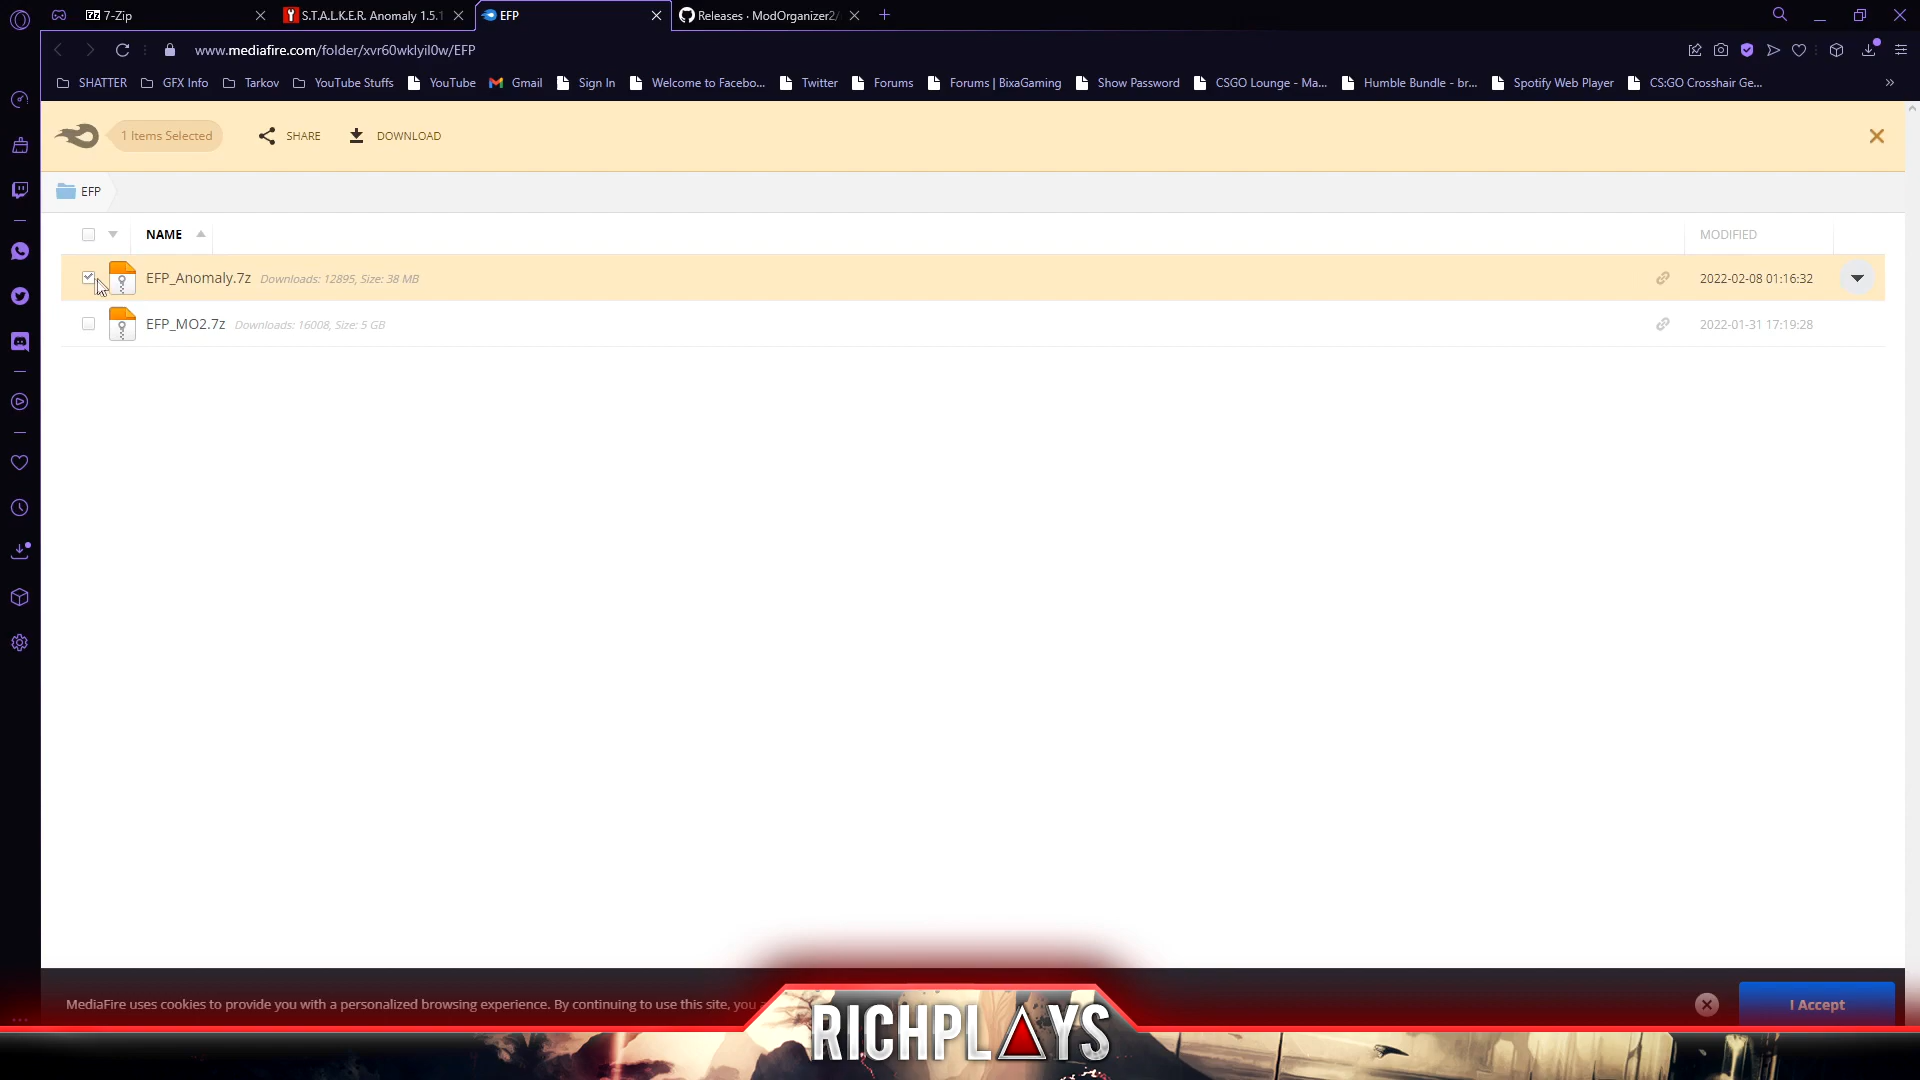 7-Zip
S.T.A.L.K.E.R. Anomaly 1.5.1
EFP
Releases · ModOrganizer2/
www.mediafire.com/folder/xvr60wklyil0w/EFP
SHATTER
GFX Info
Tarkov
YouTube Stuffs
YouTube
Gmail
Sign In
Welcome to Facebo...
Twitter
Forums
Forums | BixaGaming
Show Password
CSGO Lounge - Ma...
Humble Bundle - br...
Spotify Web Player
CS:GO Crosshair Ge...
1 Items Selected
SHARE
DOWNLOAD
EFP
NAME
MODIFIED
EFP_Anomaly.7z Downloads: 12895, Size: 38 MB
2022-02-08 01:16:32
EFP_MO2.7z Downloads: 16008, Size: 5 GB
2022-01-31 17:19:28
MediaFire uses cookies to provide you with a personalized browsing experience. By continuing to use this site, you
I Accept
RICHPLAYS